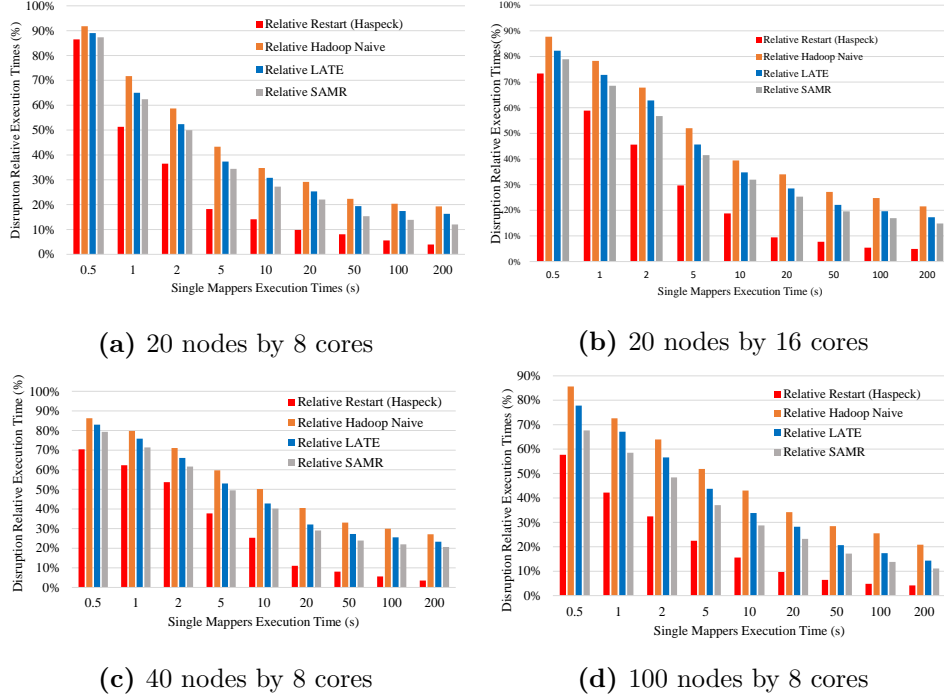 100%
90%
80%
70%
60%
50%
40%
30%
20%
10%
0%
Disrupiton Relative Execution Times (%)
Relative Restart (Haspeck)
Relative Hadoop Naive
Relative LATE
Relative SAMR
0.5 1 2 5 10 20 50 100 200
Single Mappers Execution Times (s)
(a) 20 nodes by 8 cores
100%
90%
80%
70%
60%
50%
40%
30%
20%
10%
0%
Disruption Relative Execution Times(%)
Relative Restart (Haspeck)
Relative Hadoop Naive
Relative LATE
Relative SAMR
0.5 1 2 5 10 20 50 100 200
Single Mappers Execution Time (s)
(b) 20 nodes by 16 cores
100%
90%
80%
70%
60%
50%
40%
30%
20%
10%
0%
Disruption Relative Execution Time (%)
Relative Restart (Haspeck)
Relative Hadoop Naive
Relative LATE
Relative SAMR
0.5 1 2 5 10 20 50 100 200
Single Mappers Execution Time (s)
(c) 40 nodes by 8 cores
90%
80%
70%
60%
50%
40%
30%
20%
10%
0%
Disruption Relative Execution Times (%)
Relative Restart (Haspeck)
Relative Hadoop Naive
Relative LATE
Relative SAMR
0.5 1 2 5 10 20 50 100 200
Single Mappers Execution Time (s)
(d) 100 nodes by 8 cores